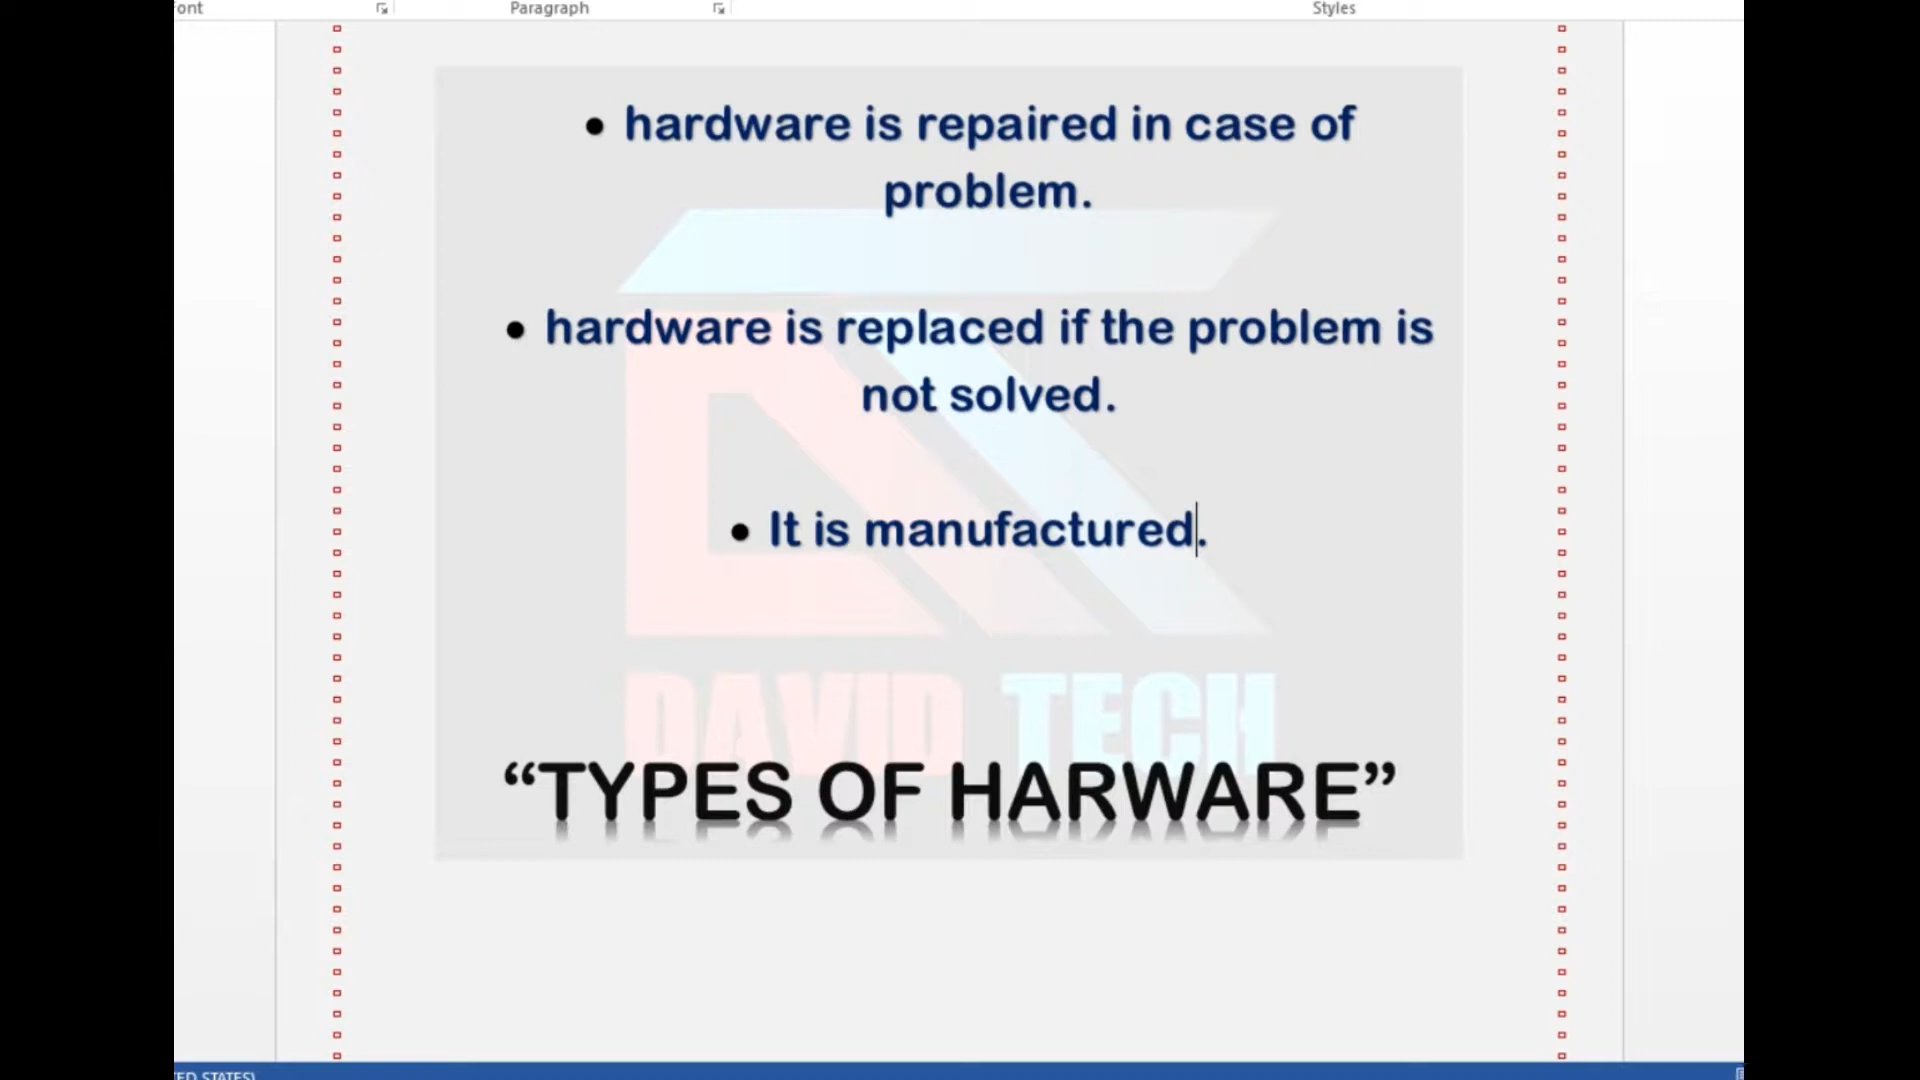 Paragraph
Styles
• hardware is repaired in case of
problem.
• hardware is replaced if the problem is
not solved.
• It is manufactured.
DAVID TECH
“TYPES OF HARWARE”